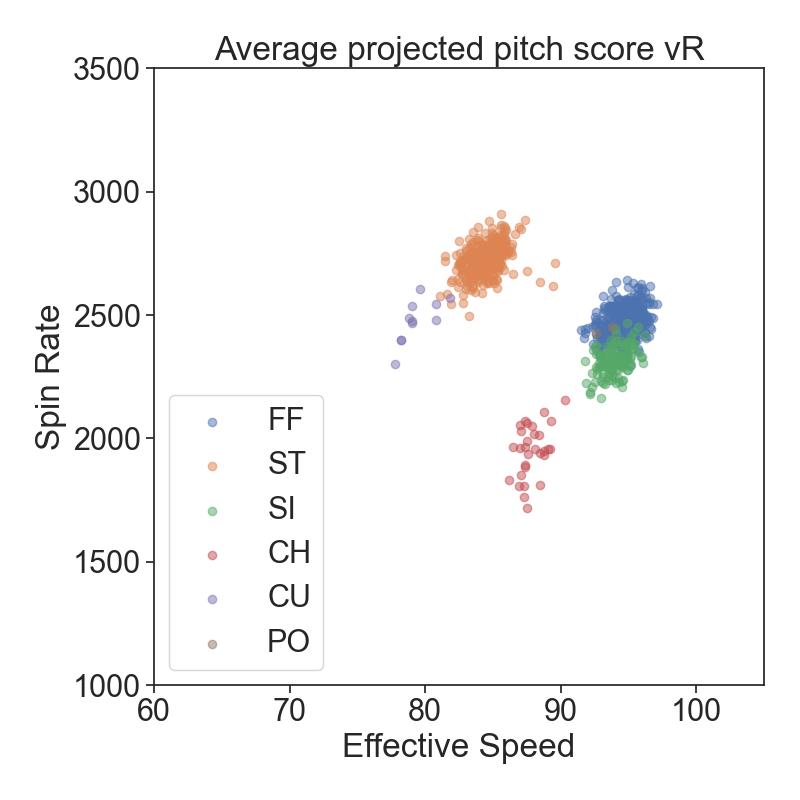 Average projected pitch score vR
3500
3000
2500
2000
1500
1000
Spin Rate
FF
ST
SI
CH
CU
PO
60 70 80 90 100
Effective Speed